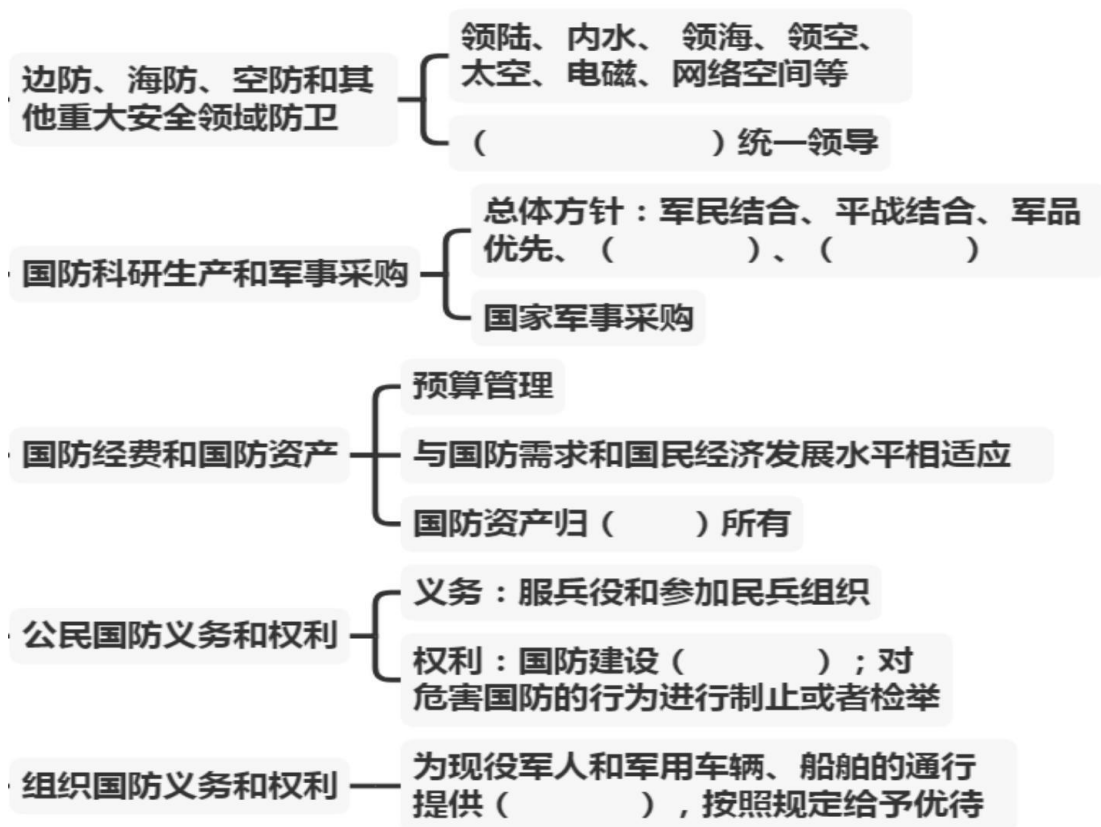 边防、海防、空防和其
他重大安全领域防卫
领陆、内水、 领海、领空、
太空、电磁、网络空间等
（                ）统一领导
国防科研生产和军事采购
总体方针：军民结合、平战结合、军品
优先、（          ）、（          ）
国家军事采购
国防经费和国防资产
预算管理
与国防需求和国民经济发展水平相适应
国防资产归（      ）所有
公民国防义务和权利
义务：服兵役和参加民兵组织
权利：国防建设（          ）；对
危害国防的行为进行制止或者检举
组织国防义务和权利
为现役军人和军用车辆、船舶的通行
提供（          ），按照规定给予优待